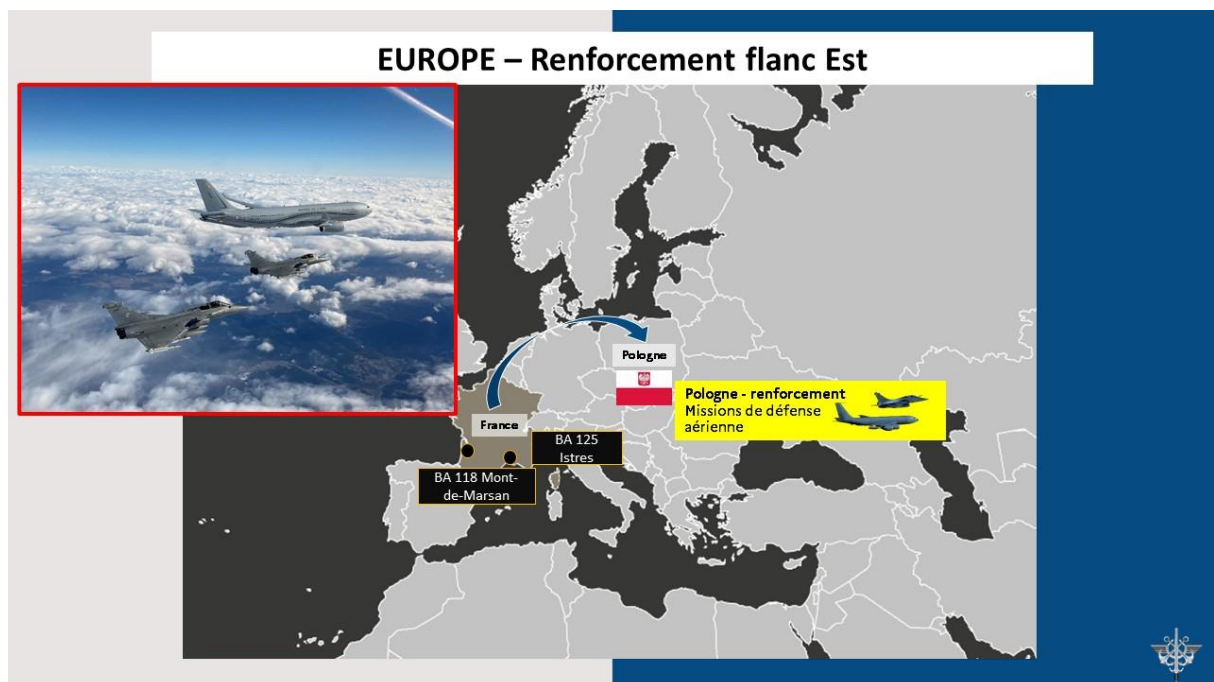 EUROPE – Renforcement flanc Est
Pologne
Pologne - renforcement
Missions de défense
aérienne
France
BA 125
Istres
BA 118 Mont-
de-Marsan